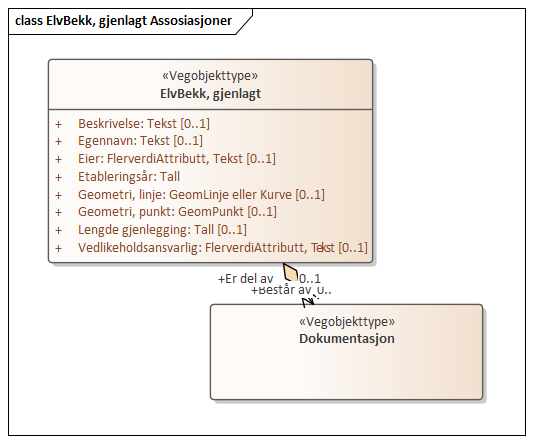 class ElvBekk, gjenlagt Assosiasjoner
«Vegobjekttype»
ElvBekk, gjenlagt
+ Beskrivelse: Tekst [0..1]
+ Egennavn: Tekst [0..1]
+ Eier: FlerverdiAttributt, Tekst [0..1]
+ Etableringsår: Tall
+ Geometri, linje: GeomLinje eller Kurve [0..1]
+ Geometri, punkt: GeomPunkt [0..1]
+ Lengde gjenlegging: Tall [0..1]
+ Vedlikeholdsansvarlig: FlerverdiAttributt, Tekst [0..1]
+Er del av 0..1
+Består av 0..
«Vegobjekttype»
Dokumentasjon